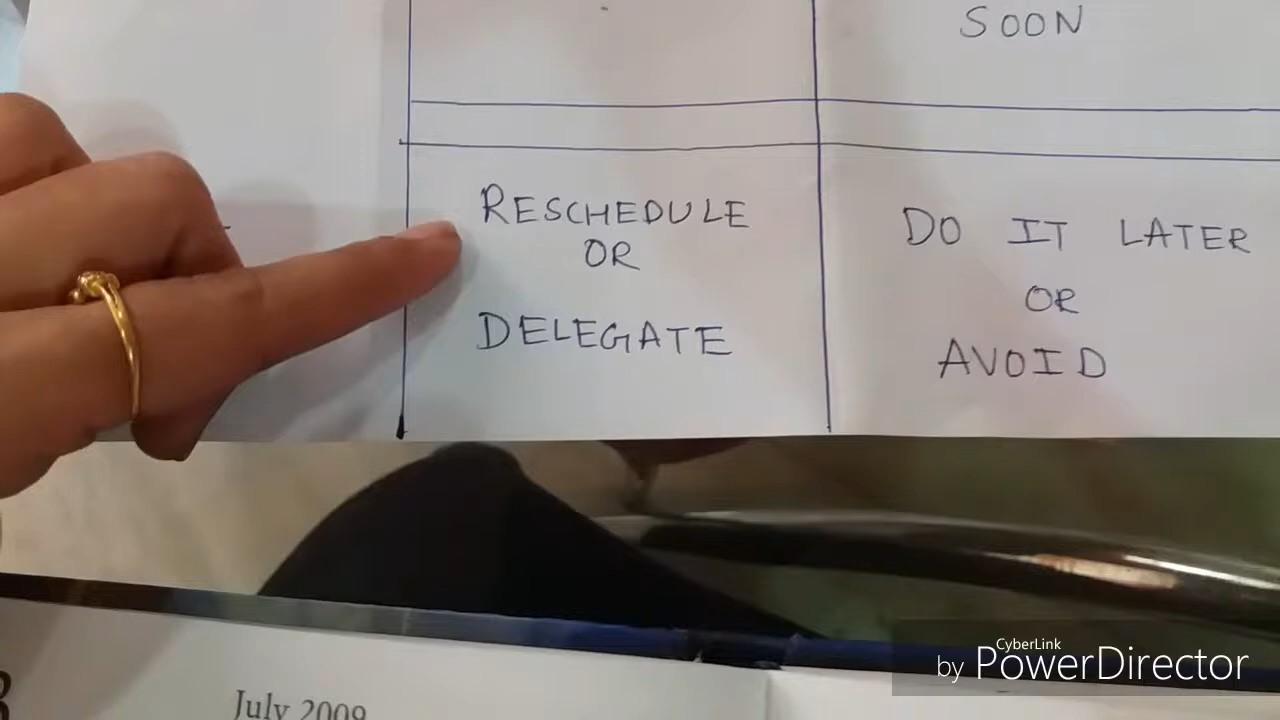 SOON
RESCHEDULE
OR
DELEGATE
DO IT LATER
OR
AVOID
July 2009
CyberLink
by PowerDirector